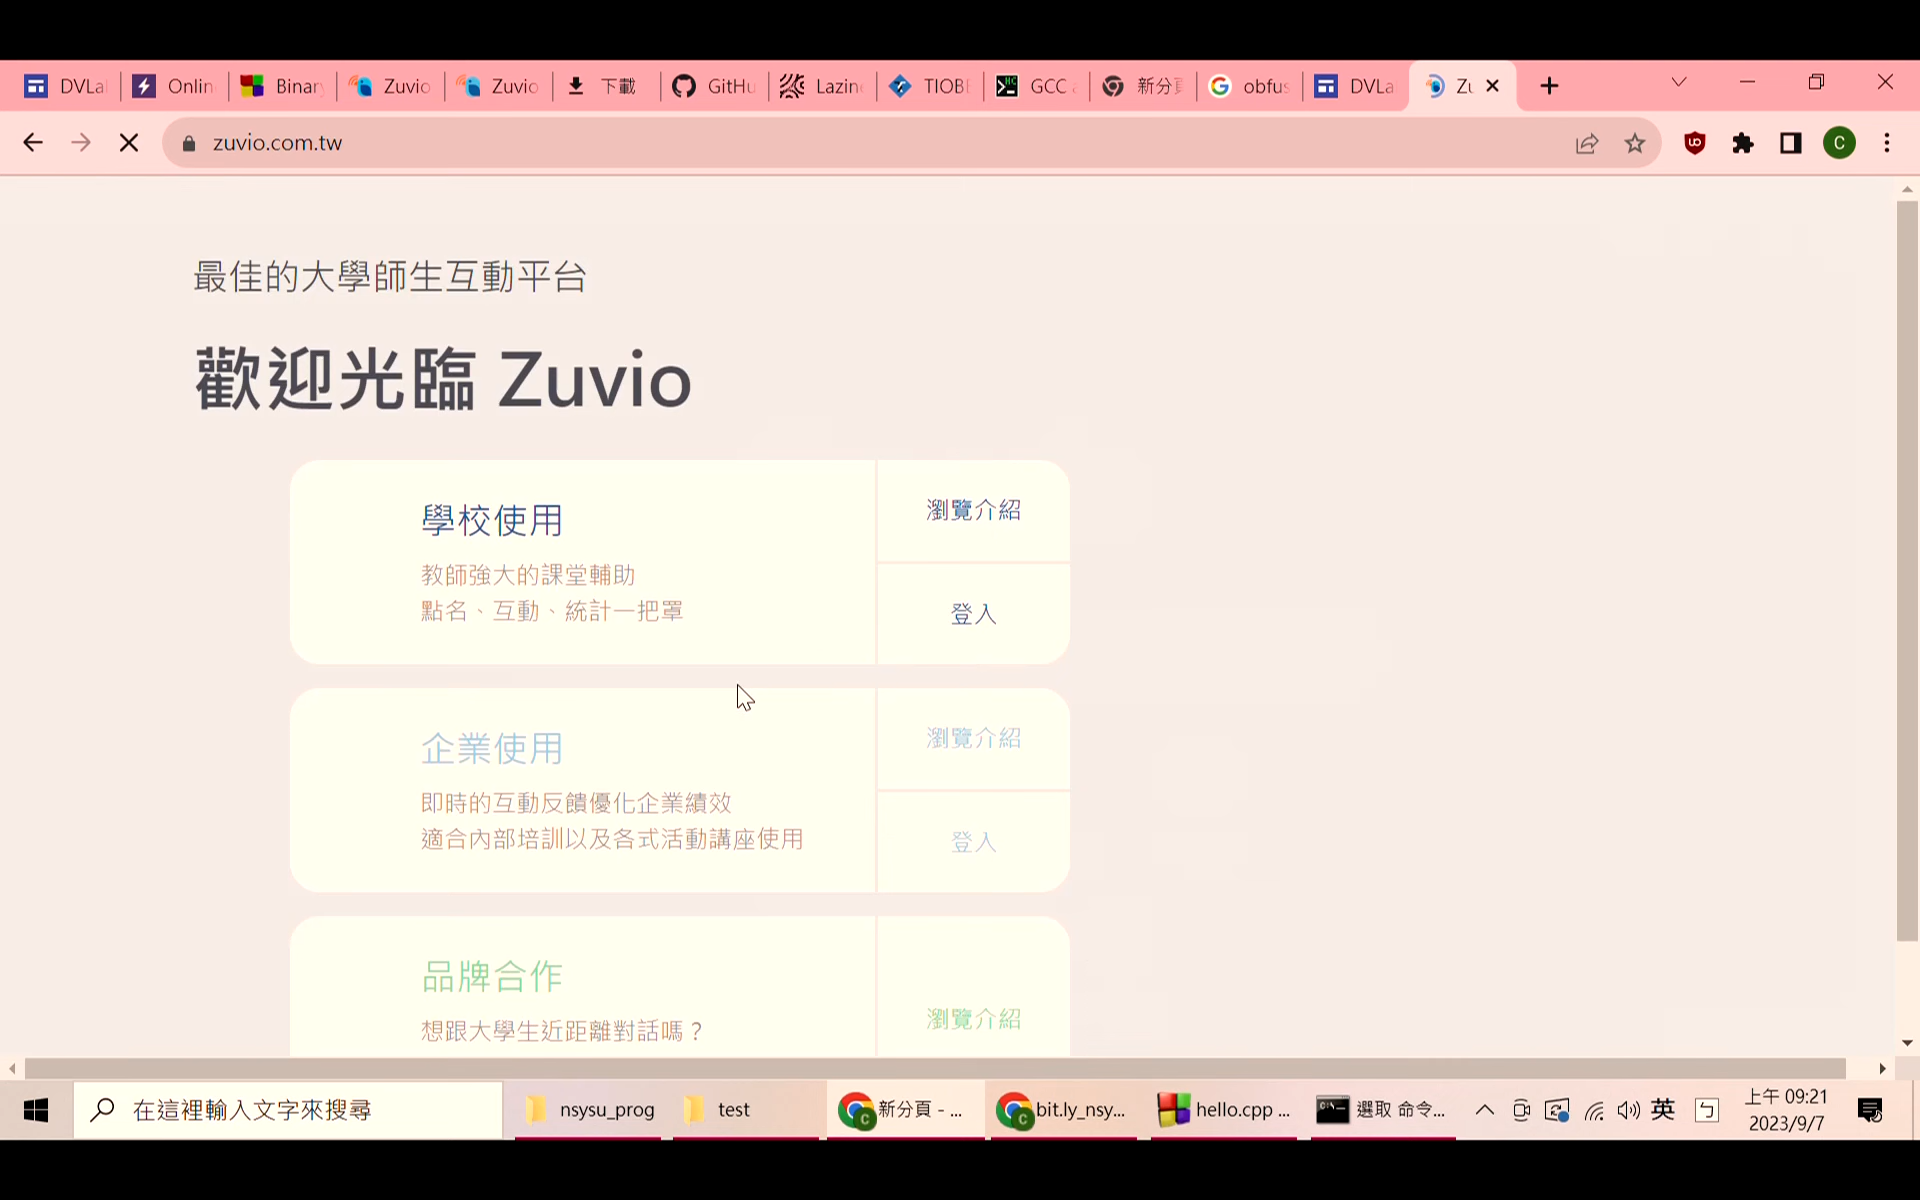 DVLa
Onlin
Binary
Zuvio
Zuvio
下載
GitHu
Lazine
TIOBE
GCC a
新分頁
obfus
DVLa
Zu
zuvio.com.tw
C
最佳的大學師生互動平台
歡迎光臨 Zuvio
學校使用
教師強大的課堂輔助
點名、互動、統計一把罩
瀏覽介紹
登入
企業使用
即時的互動反饋優化企業績效
適合內部培訓以及各式活動講座使用
瀏覽介紹
登入
品牌合作
想跟大學生近距離對話嗎？
瀏覽介紹
在這裡輸入文字來搜尋
nsysu_prog
test
新分頁 - ...
bit.ly_nsy...
hello.cpp ...
選取 命令...
英
ㄅ
上午 09:21
2023/9/7